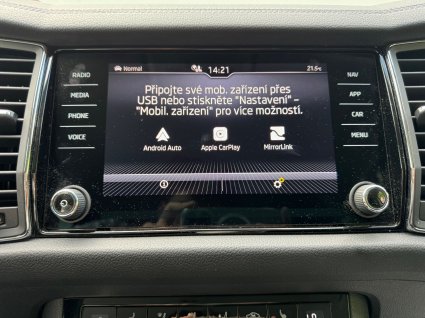 Normal
14:21
21.5°c
RADIO
MEDIA
PHONE
VOICE
Připojte své mob. zařízení přes
USB nebo stiskněte "Nastavení" –
"Mobil. zařízení" pro více možností.
Android Auto
Apple CarPlay
MirrorLink
NAV
APP
CAR
MENU